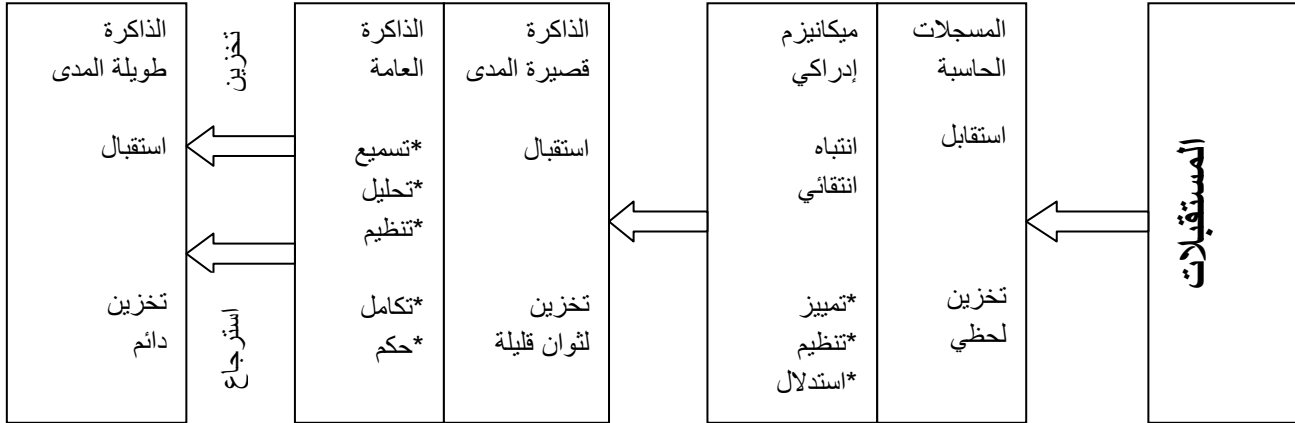 المستقبلات
المسجلات
الحاسبة
استقابل
تخزين
لحظي
ميكانيزم
إدراكي
انتباه
انتقائي
*تمييز
*تنظيم
*استدلال
الذاكرة
قصيرة المدى
استقبال
تخزين
لثوان قليلة
الذاكرة
العامة
*تسميع
*تحليل
*تنظيم
*تكامل
*حكم
تخزين
استرجاع
الذاكرة
طويلة المدى
استقبال
تخزين
دائم